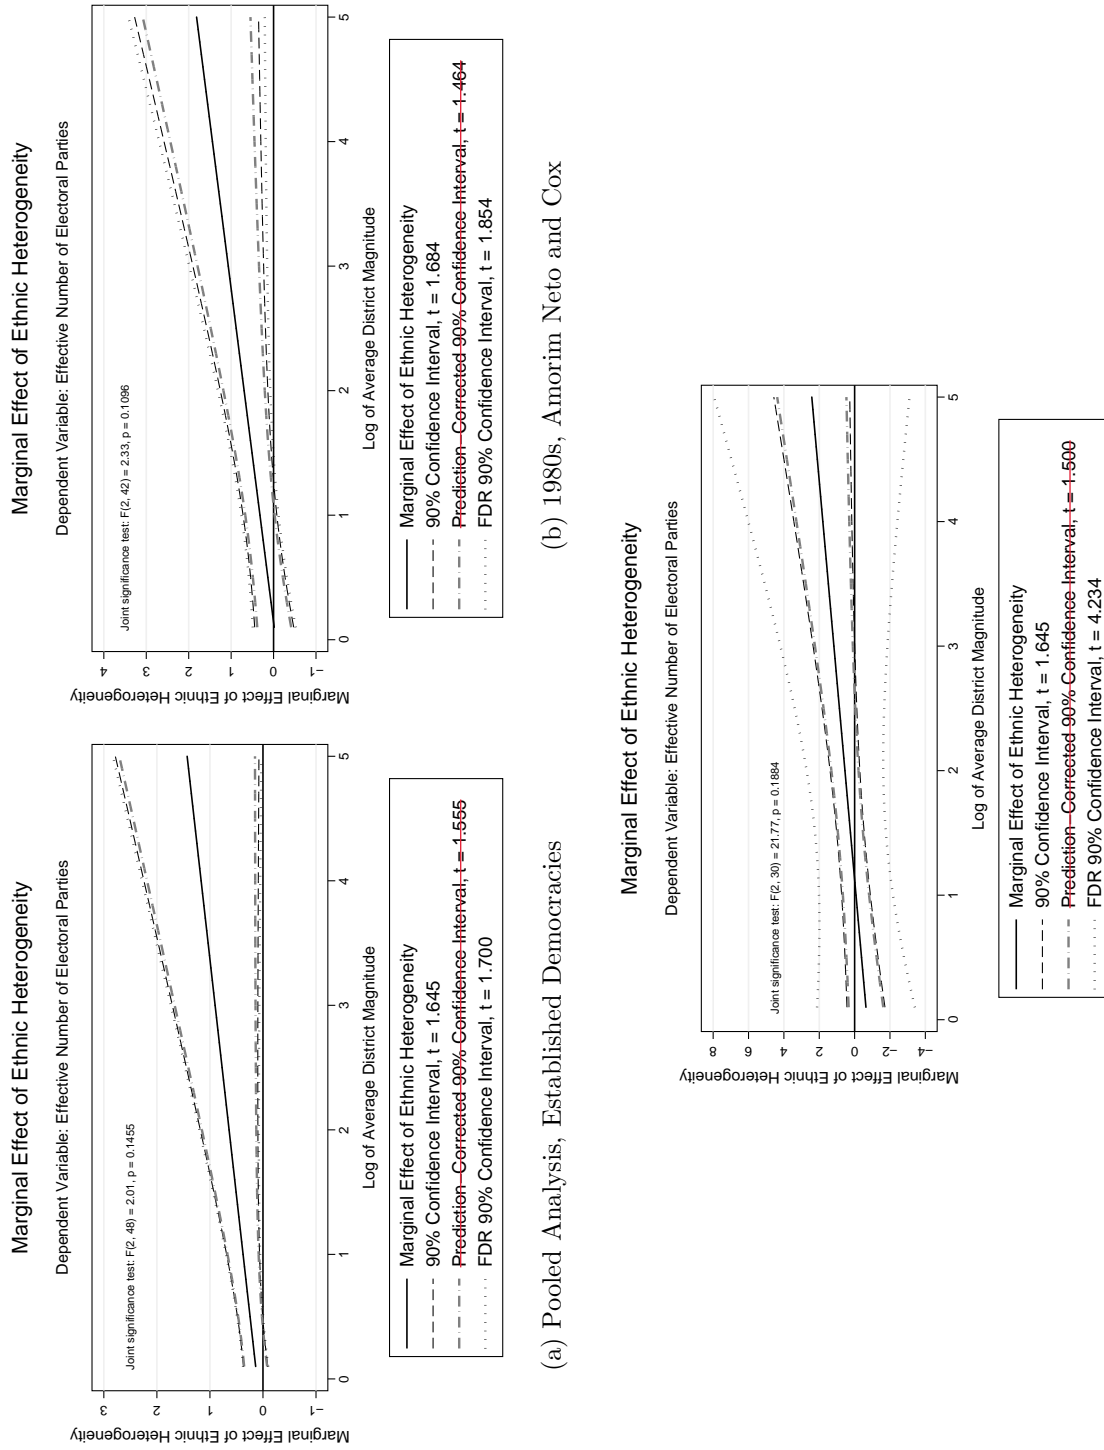 Marginal Effect of Ethnic Heterogeneity
Dependent Variable: Effective Number of Electoral Parties
Joint significance test: F(2, 48) = 2.01, p = 0.1455
Marginal Effect of Ethnic Heterogeneity
3
2
1
0
−1
0 1 2 3 4 5
Log of Average District Magnitude
Marginal Effect of Ethnic Heterogeneity
90% Confidence Interval, t = 1.645
Prediction−Corrected 90% Confidence Interval, t = 1.555
FDR 90% Confidence Interval, t = 1.700
(a) Pooled Analysis, Established Democracies
Marginal Effect of Ethnic Heterogeneity
Dependent Variable: Effective Number of Electoral Parties
Joint significance test: F(2, 42) = 2.33, p = 0.1096
Marginal Effect of Ethnic Heterogeneity
4
3
2
1
0
−1
0 1 2 3 4 5
Log of Average District Magnitude
Marginal Effect of Ethnic Heterogeneity
90% Confidence Interval, t = 1.684
Prediction−Corrected 90% Confidence Interval, t = 1.464
FDR 90% Confidence Interval, t = 1.854
(b) 1980s, Amorim Neto and Cox
Marginal Effect of Ethnic Heterogeneity
Dependent Variable: Effective Number of Electoral Parties
Joint significance test: F(2, 30) = 21.77, p = 0.1884
Marginal Effect of Ethnic Heterogeneity
8
6
4
2
0
−2
−4
0 1 2 3 4 5
Log of Average District Magnitude
Marginal Effect of Ethnic Heterogeneity
90% Confidence Interval, t = 1.645
Prediction−Corrected 90% Confidence Interval, t = 1.500
FDR 90% Confidence Interval, t = 4.234